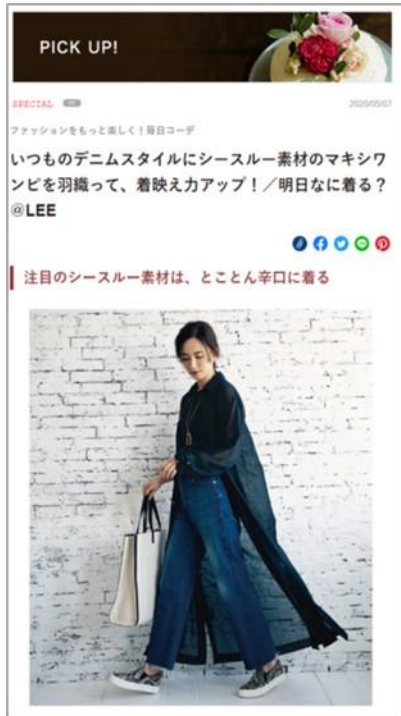 PICK UP!
SPECIAL PR
2020/05/07
ファッションをもっと楽しく！毎日コーデ
いつものデニムスタイルにシースルー素材のマキシワ
ンピを羽織って、着映え力アップ！／明日なに着る？
@LEE
注目のシースルー素材は、とことん辛口に着る